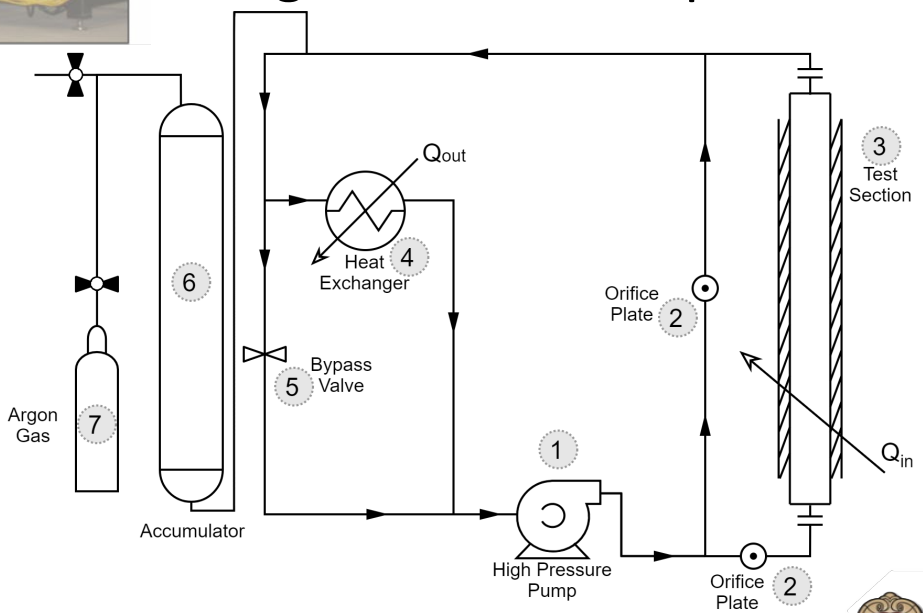 Qout
3
Test
Section
4
Heat
Exchanger
6
Orifice
Plate
2
Bypass
Valve
5
Argon
Gas
7
1
Qin
Accumulator
High Pressure
Pump
Orifice
Plate
2